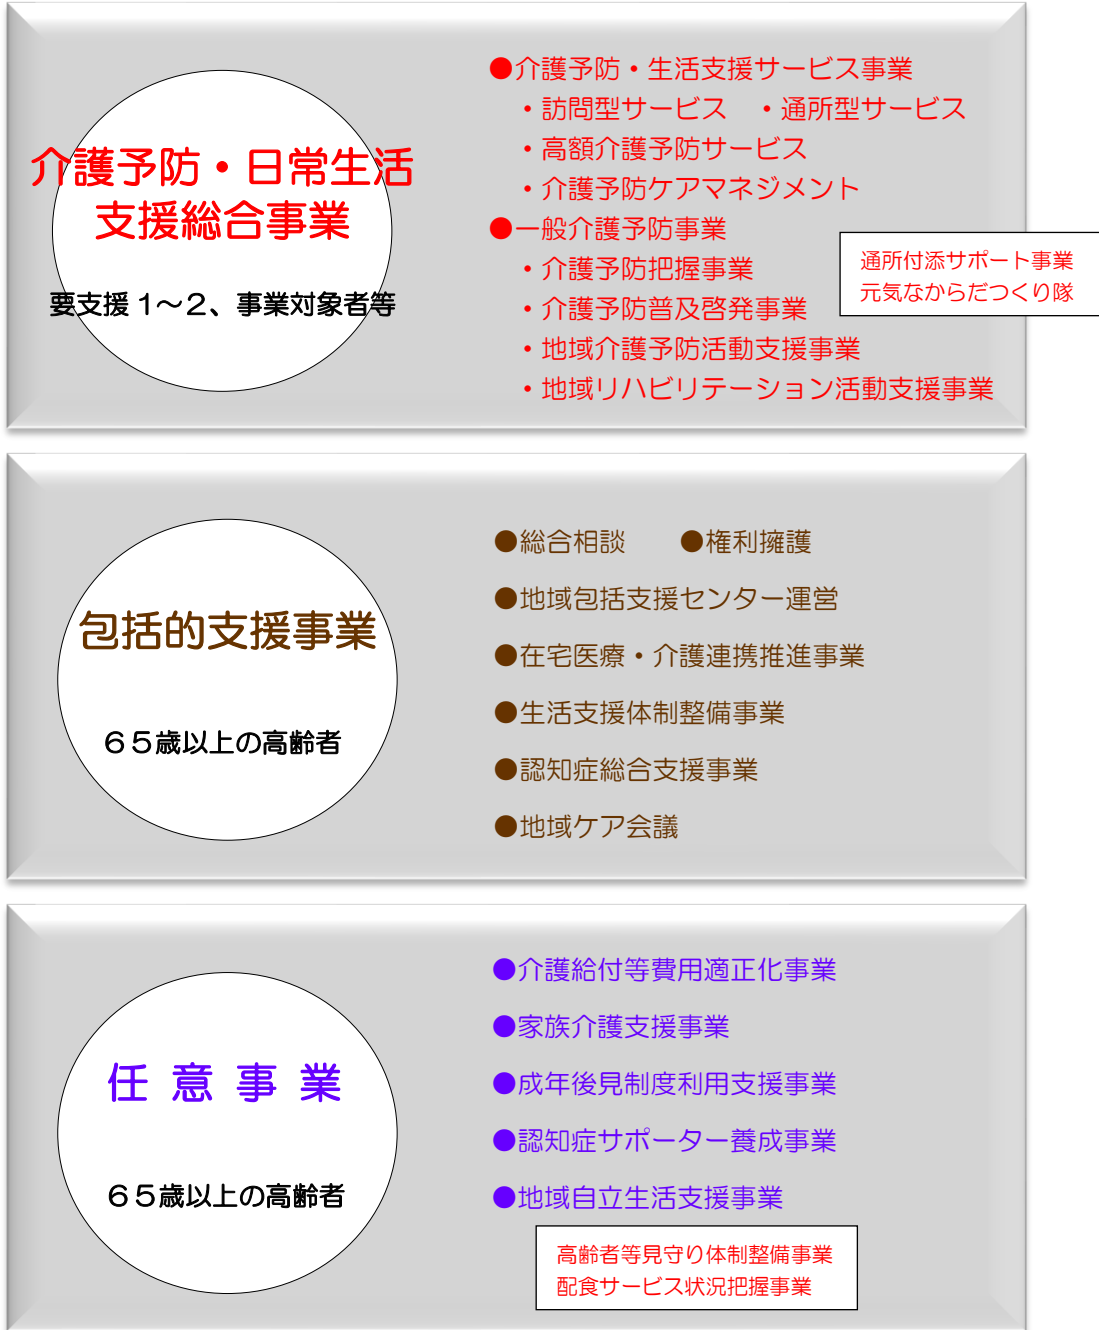 介護予防・日常生活
支援総合事業
要支援1～2、事業対象者等
●介護予防・生活支援サービス事業
・訪問型サービス　・通所型サービス
・高額介護予防サービス
・介護予防ケアマネジメント
●一般介護予防事業
・介護予防把握事業
・介護予防普及啓発事業
・地域介護予防活動支援事業
・地域リハビリテーション活動支援事業
通所付添サポート事業
元気なからだつくり隊
包括的支援事業
６５歳以上の高齢者
●総合相談　　●権利擁護
●地域包括支援センター運営
●在宅医療・介護連携推進事業
●生活支援体制整備事業
●認知症総合支援事業
●地域ケア会議
任 意 事 業
６５歳以上の高齢者
●介護給付等費用適正化事業
●家族介護支援事業
●成年後見制度利用支援事業
●認知症サポーター養成事業
●地域自立生活支援事業
高齢者等見守り体制整備事業
配食サービス状況把握事業